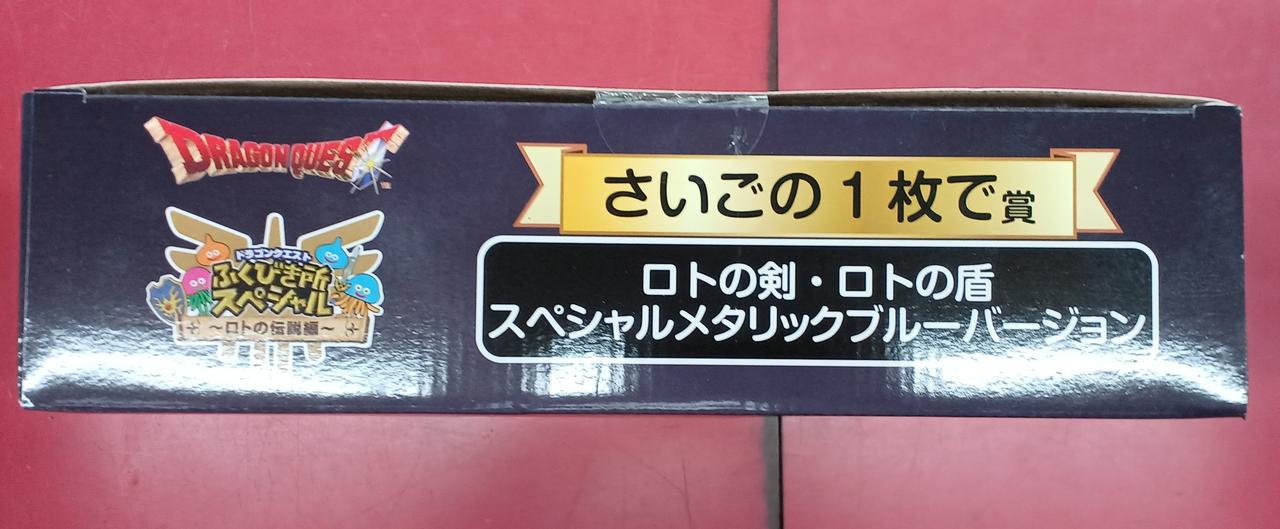 DRAGON QUEST
ドラゴンクエスト
ふくびき所
スペシャル
～ロトの伝説編～
さいごの1枚で賞
ロトの剣・ロトの盾
スペシャルメタリックブルーバージョン